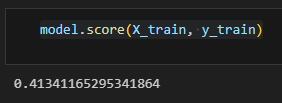 model.score(X_train, y_train)
0.41341165295341864